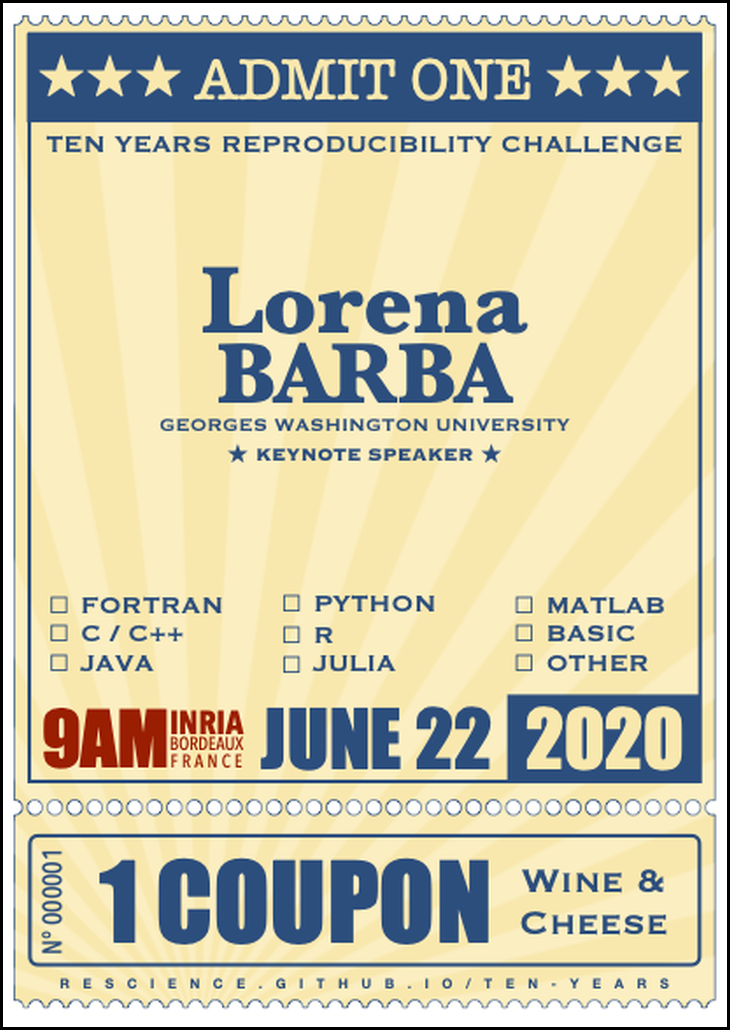 ★★★ ADMIT ONE ★★★
TEN YEARS REPRODUCIBILITY CHALLENGE
Lorena
BARBA
GEORGES WASHINGTON UNIVERSITY
★ KEYNOTE SPEAKER ★
☐ FORTRAN ☐ PYTHON ☐ MATLAB
☐ C / C++ ☐ R ☐ BASIC
☐ JAVA ☐ JULIA ☐ OTHER
9AM INRIA
BORDEAUX
FRANCE
JUNE 22 2020
N° 000001
1 COUPON
WINE &
CHEESE
RESCIENCE.GITHUB.IO/TEN-YEARS